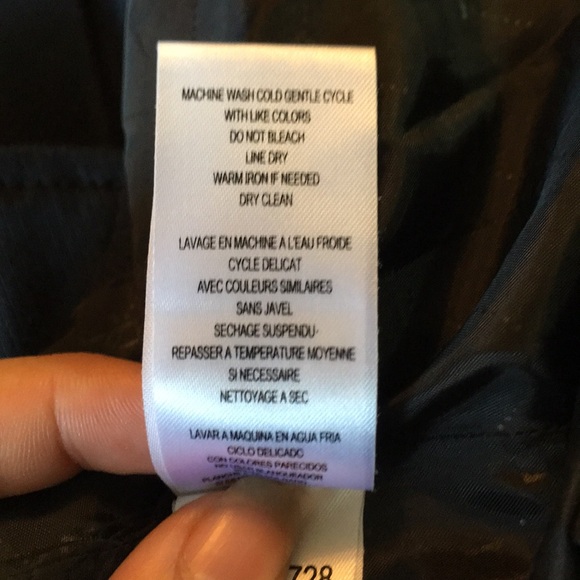 MACHINE WASH COLD GENTLE CYCLE
WITH LIKE COLORS
DO NOT BLEACH
LINE DRY
WARM IRON IF NEEDED
DRY CLEAN
LAVAGE EN MACHINE A L'EAU FROIDE
CYCLE DELICAT
AVEC COULEURS SIMILAIRES
SANS JAVEL
SECHAGE SUSPENDU
REPASSER A TEMPERATURE MOYENNE
SI NECESSAIRE
NETTOYAGE A SEC
LAVAR A MAQUINA EN AGUA FRIA
CICLO DELICADO
CON COLORES PARECIDOS
BLANQUEADOR
728